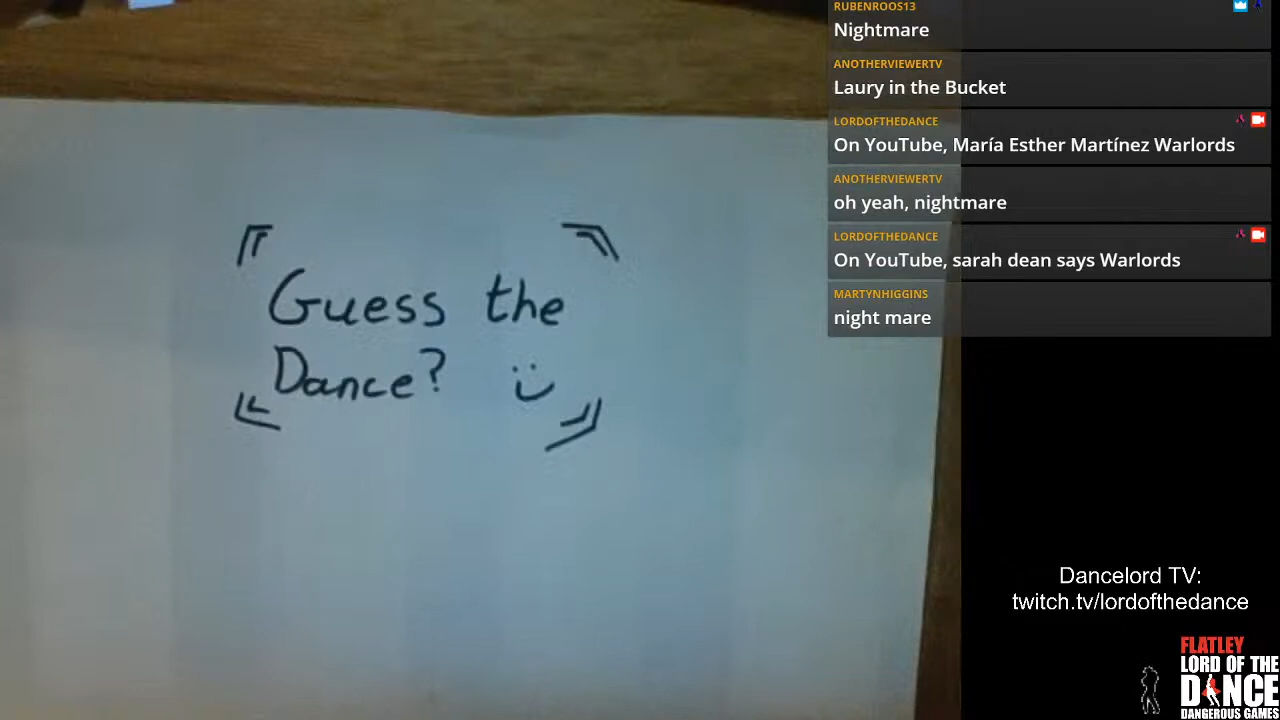 Guess the
Dance? :)
RUBENROOS13
Nightmare
ANOTHERVIEWERTV
Laury in the Bucket
LORDOFTHEDANCE
On YouTube, María Esther Martínez Warlords
ANOTHERVIEWERTV
oh yeah, nightmare
LORDOFTHEDANCE
On YouTube, sarah dean says Warlords
MARTYNHIGGINS
night mare
Dancelord TV:
twitch.tv/lordofthedance
FLATLEY
LORD OF THE
DANCE
DANGEROUS GAMES